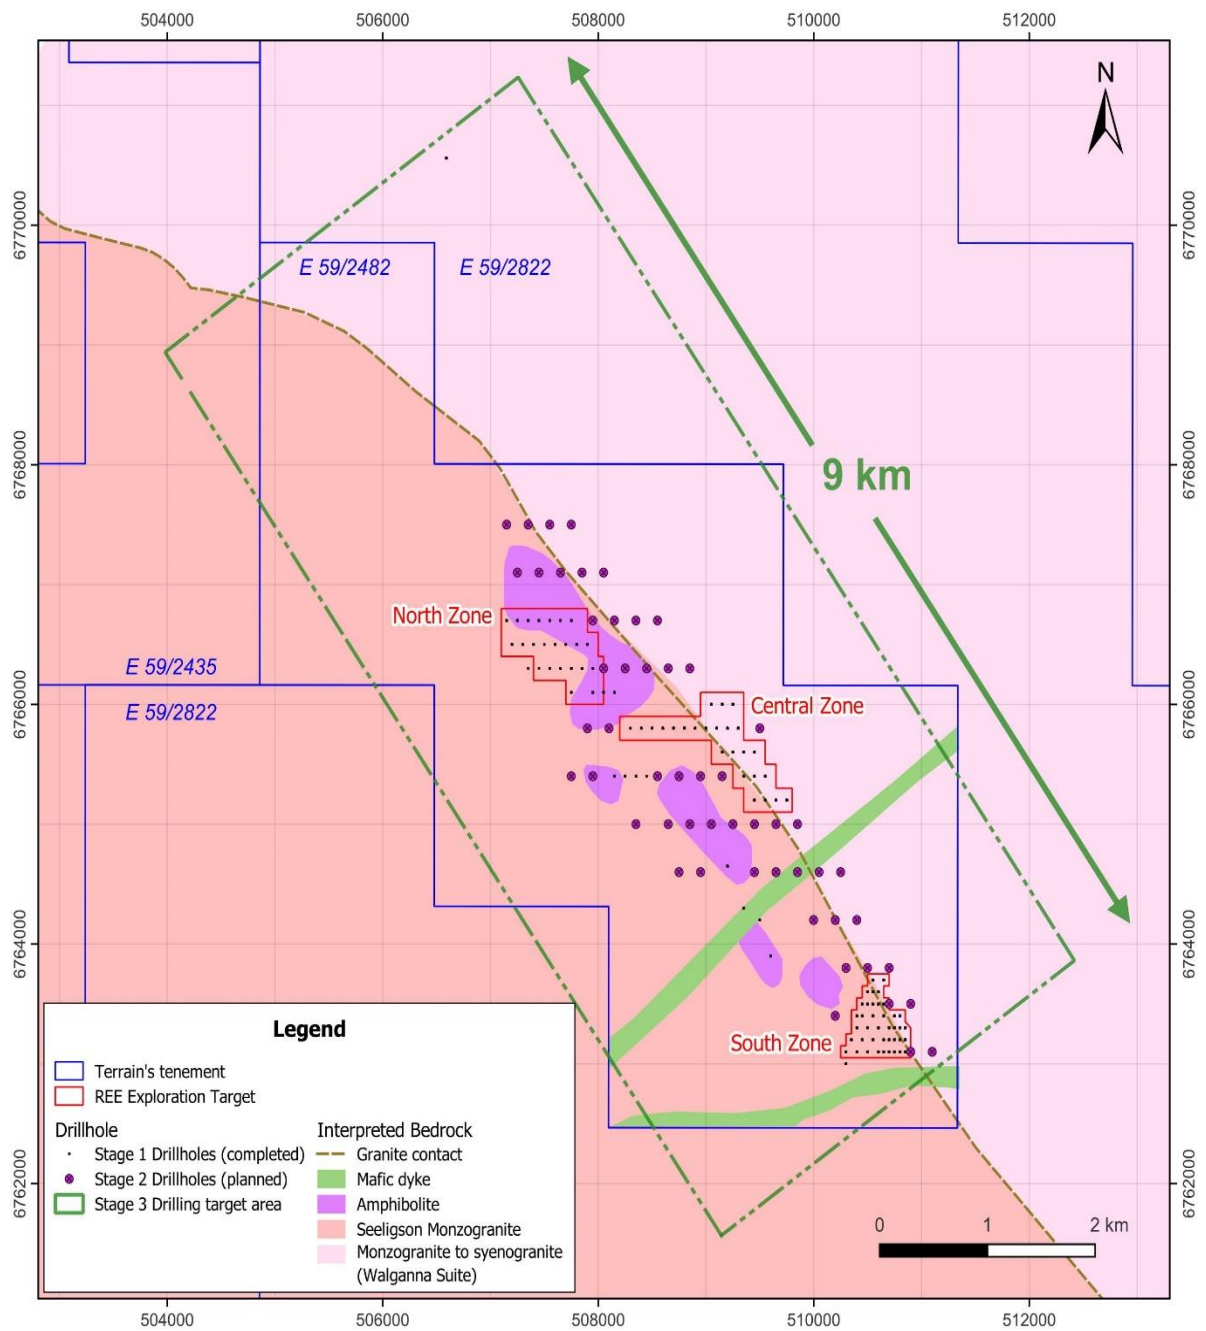 504000 506000 508000 510000 512000
N
6770000 6770000
E 59/2482 E 59/2822
9 km
6768000 6768000
North Zone
E 59/2435
6766000 6766000
Central Zone
E 59/2822
6764000 6764000
South Zone
Legend
Terrain's tenement
REE Exploration Target
Drillhole
Stage 1 Drillholes (completed)
Stage 2 Drillholes (planned)
Stage 3 Drilling target area
Interpreted Bedrock
Granite contact
Mafic dyke
Amphibolite
Seeligson Monzogranite
Monzogranite to syenogranite
(Walganna Suite)
6762000 6762000
0 1 2 km
504000 506000 508000 510000 512000